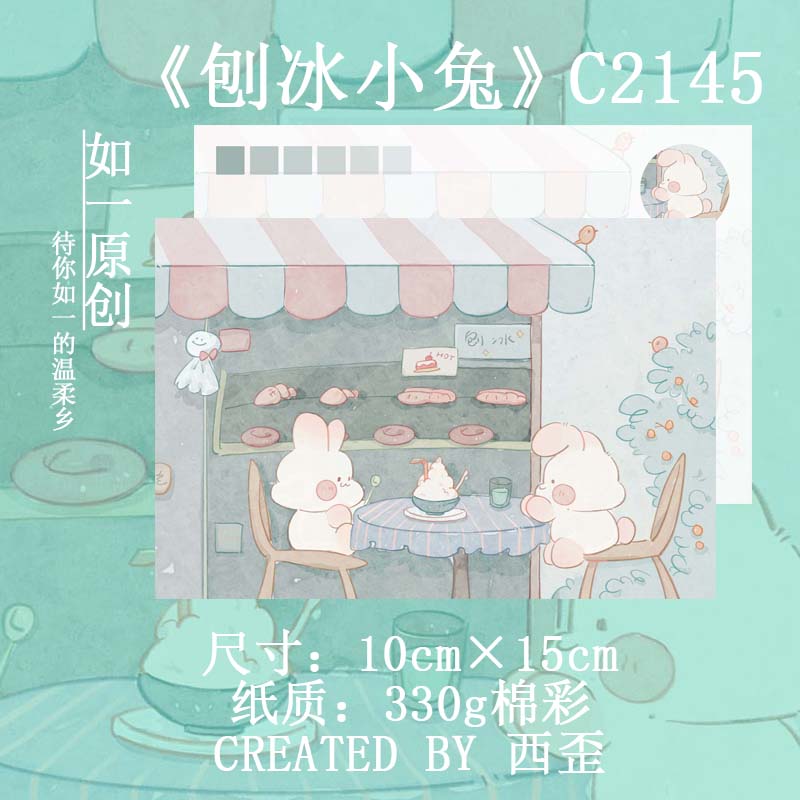 《刨冰小兔》C2145
如一原创
待你如一的温柔乡
HOT
刨冰
尺寸：10cm×15cm
纸质：330g棉彩
CREATED BY 西歪